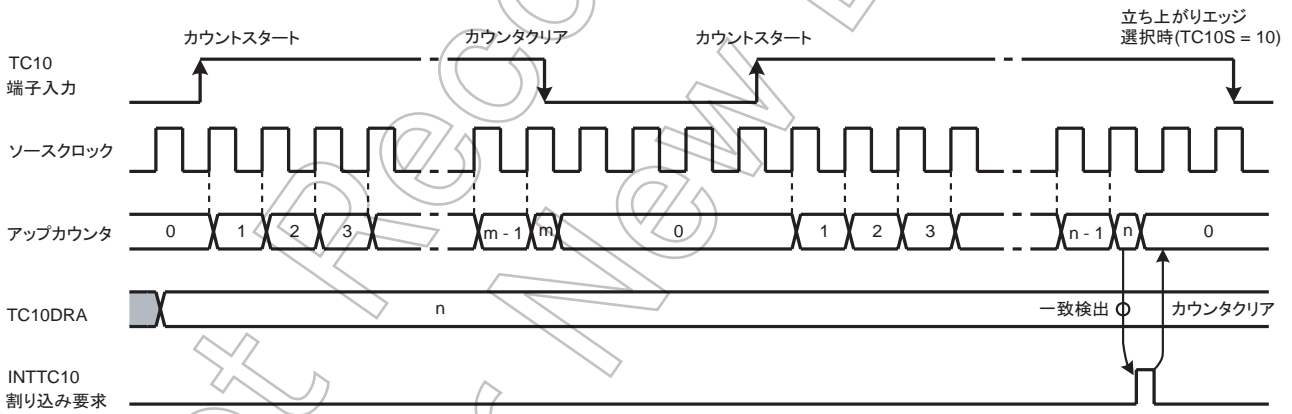 立ち上がりエッジ
選択時(TC10S = 10)
カウントスタート カウンタクリア カウントスタート
TC10
端子入力
ソースクロック
アップカウンタ 0 1 2 3 m - 1 m 0 1 2 3 n - 1 n 0
TC10DRA n 一致検出 カウンタクリア
INTTC10
割り込み要求